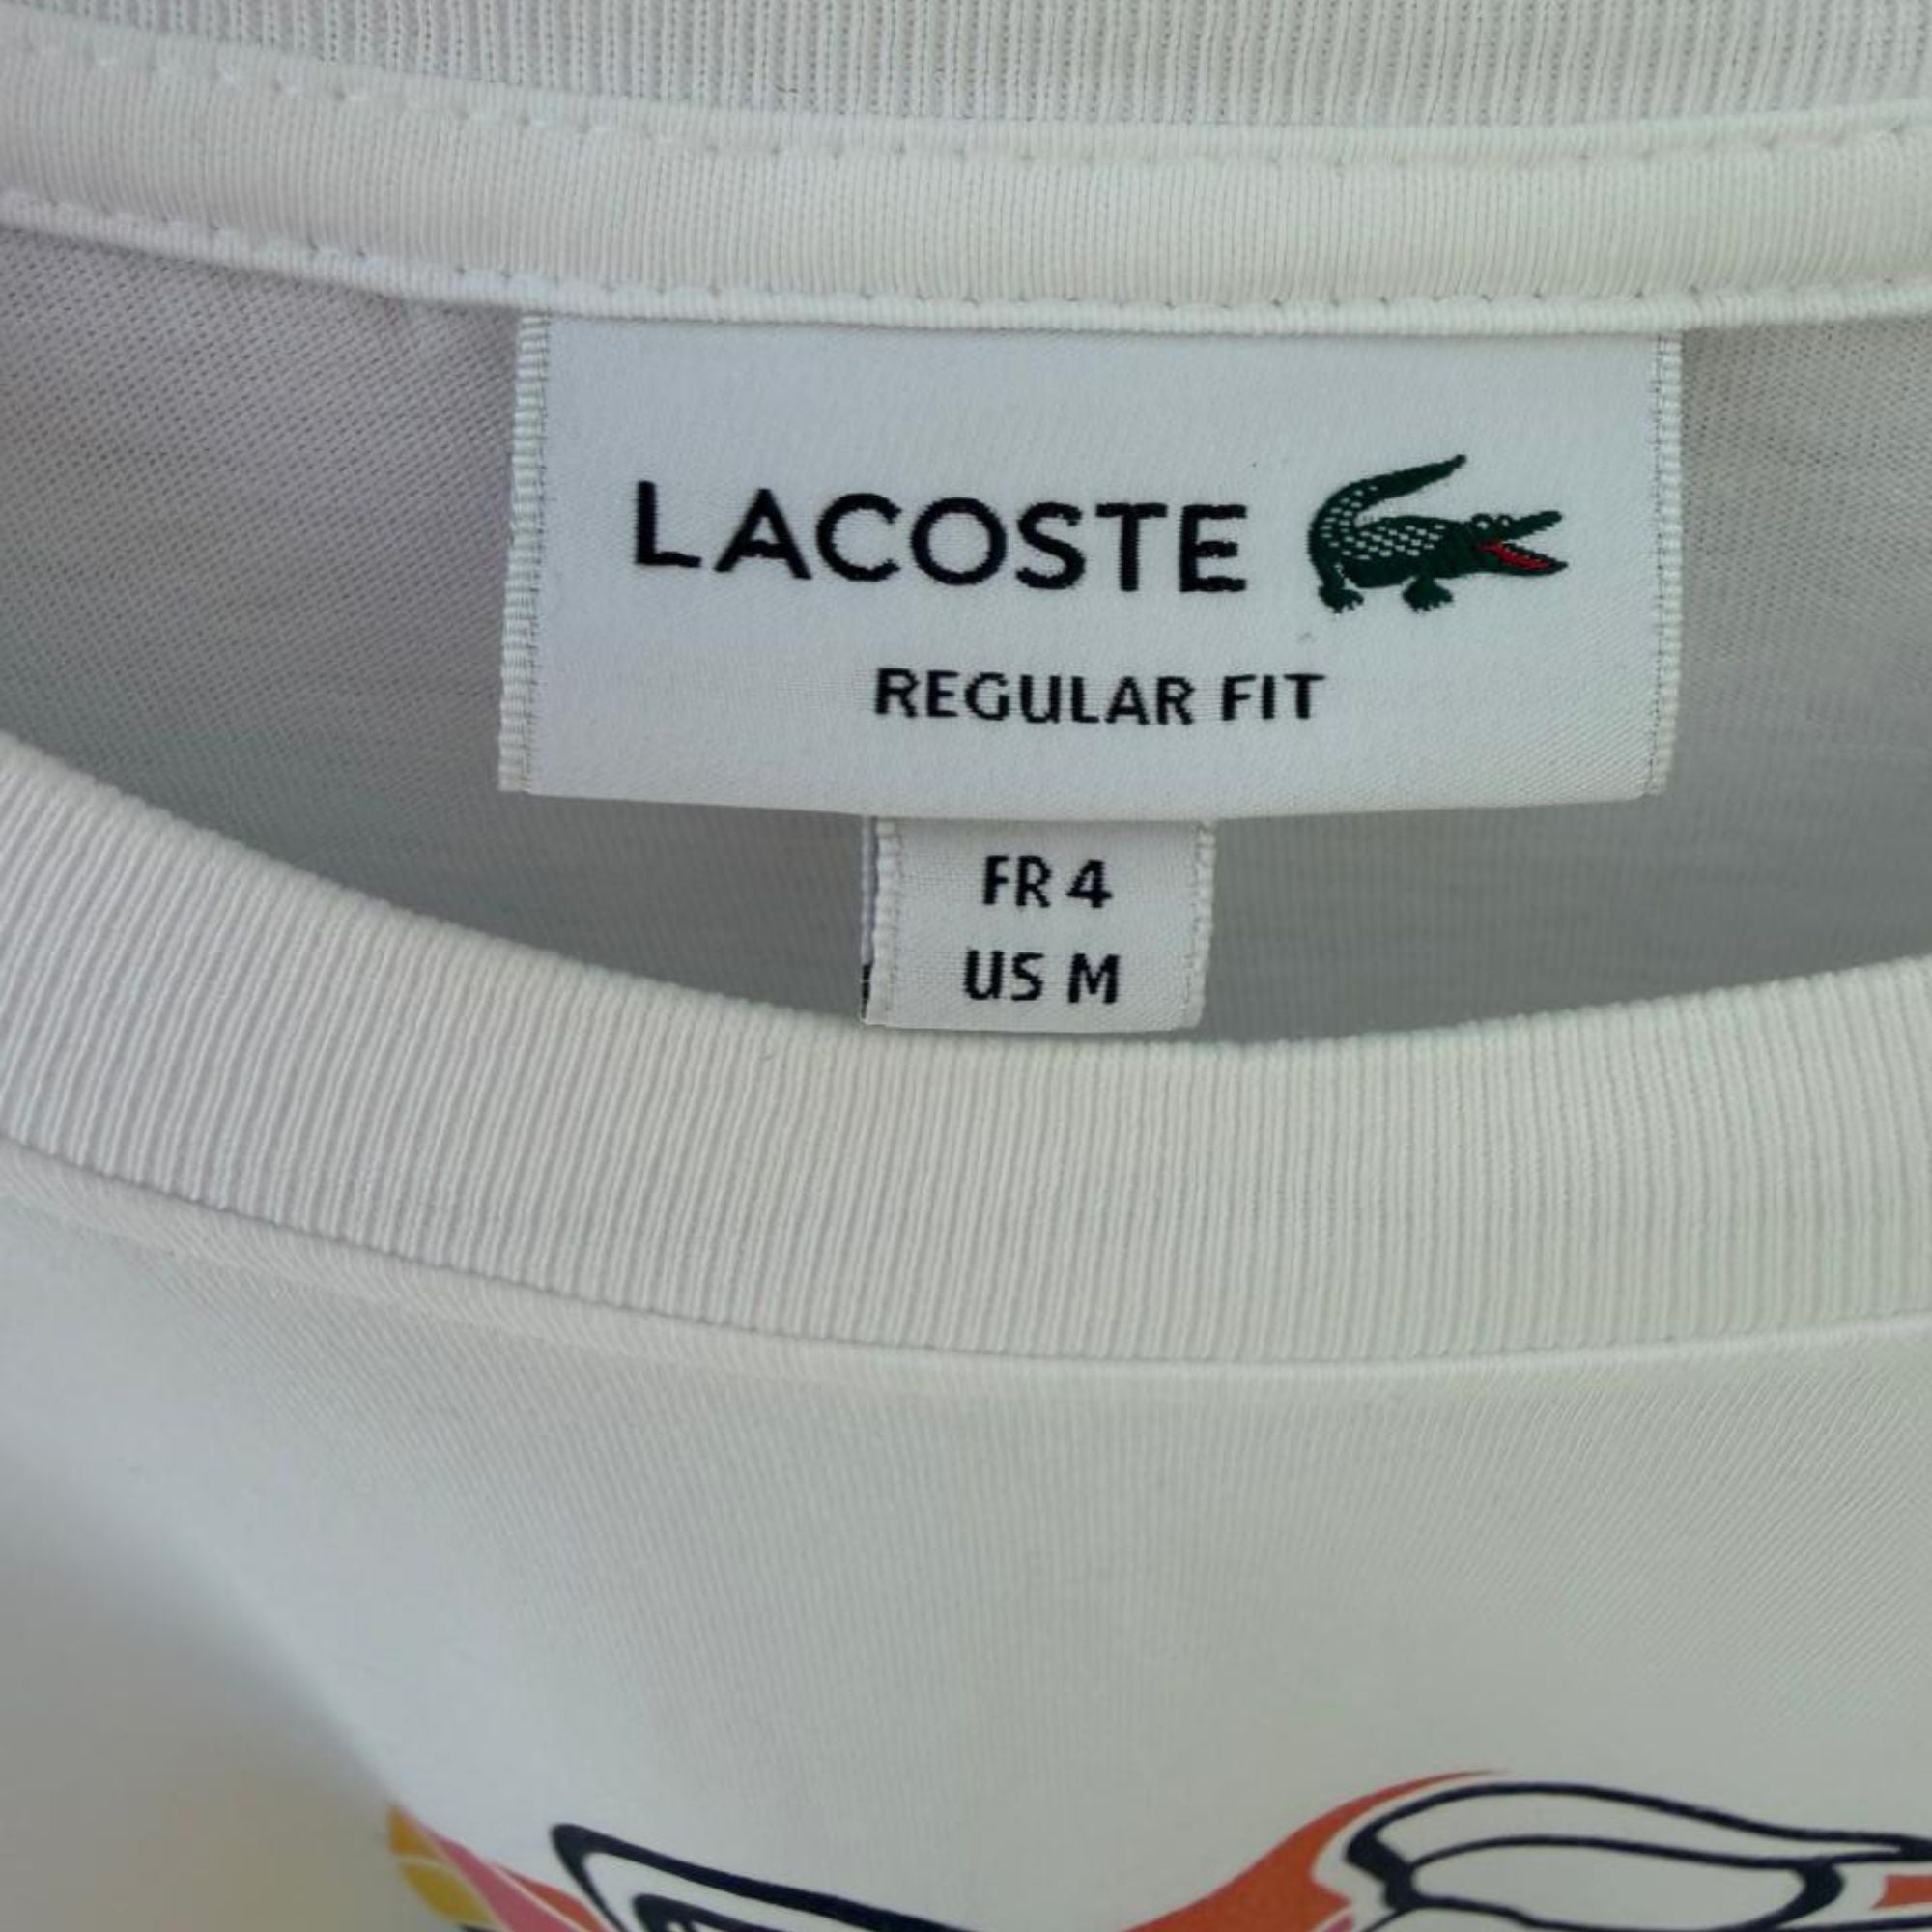 LACOSTE
REGULAR FIT
FR 4
US M